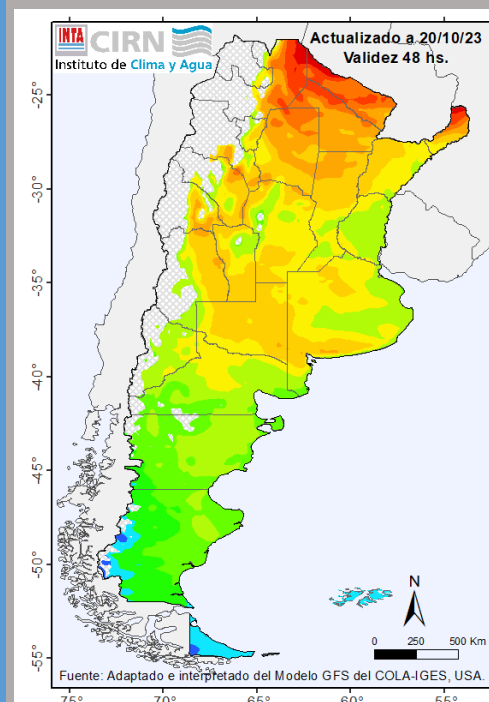 INTA CIRN
Instituto de Clima y Agua
Actualizado a 20/10/23
Validez 48 hs.
-25°
-30°
-35°
-40°
-45°
-50°
-55°
N
0 250 500 Km
Fuente: Adaptado e interpretado del Modelo GFS del COLA-IGES, USA.
-75° -70° -65° -60° -55°